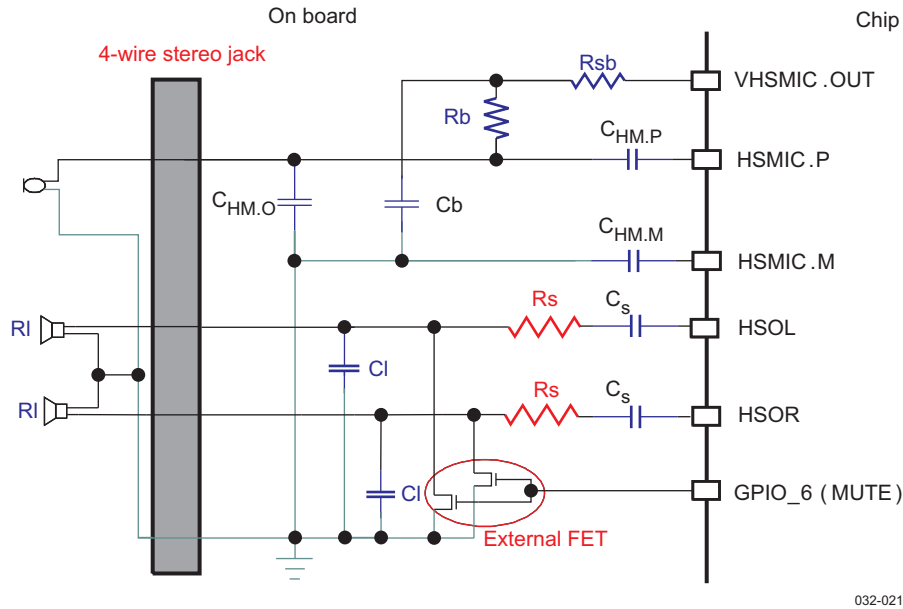 On board
Chip
4-wire stereo jack
Rsb
VHSMIC .OUT
Rb
CHM.P
HSMIC .P
CHM.O
Cb
CHM.M
HSMIC .M
Rs
Cs
HSOL
Rl
Cl
Rs
Cs
HSOR
Rl
Cl
GPIO_6 ( MUTE)
External FET
032-021